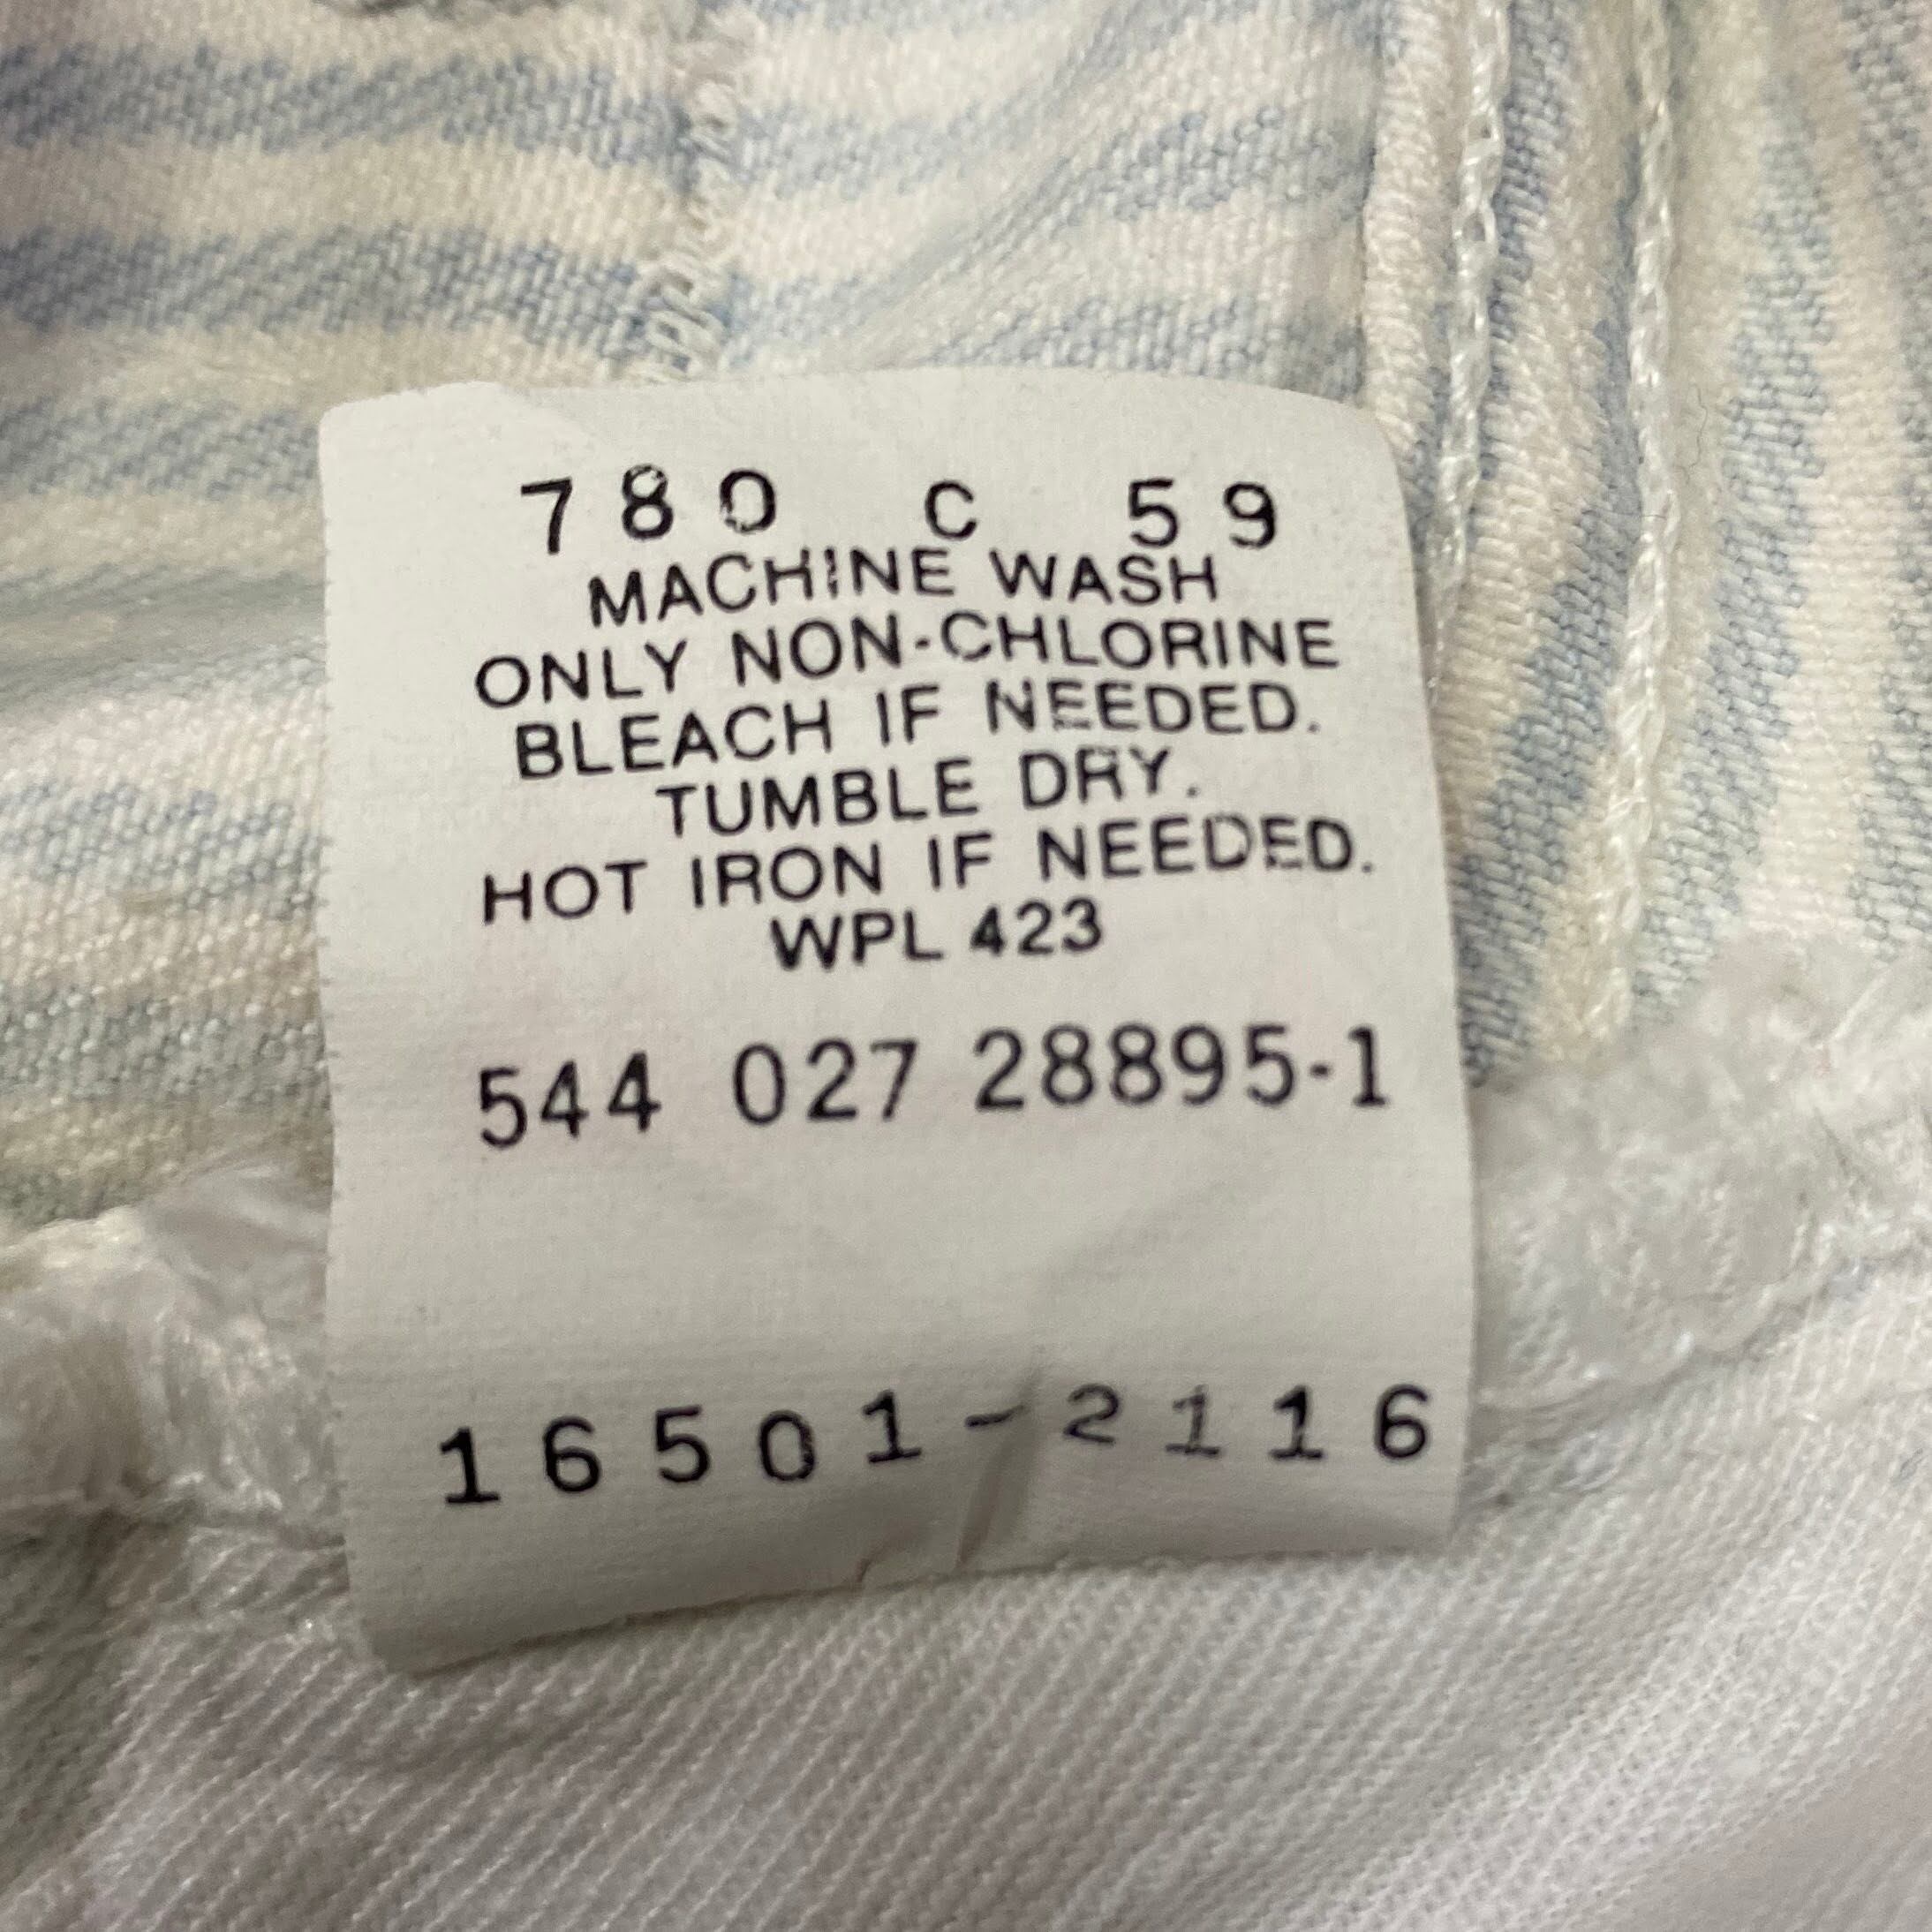 780 C 59
MACHINE WASH
ONLY NON-CHLORINE
BLEACH IF NEEDED.
TUMBLE DRY.
HOT IRON IF NEEDED.
WPL 423
544 027 28895-1
16501-2116